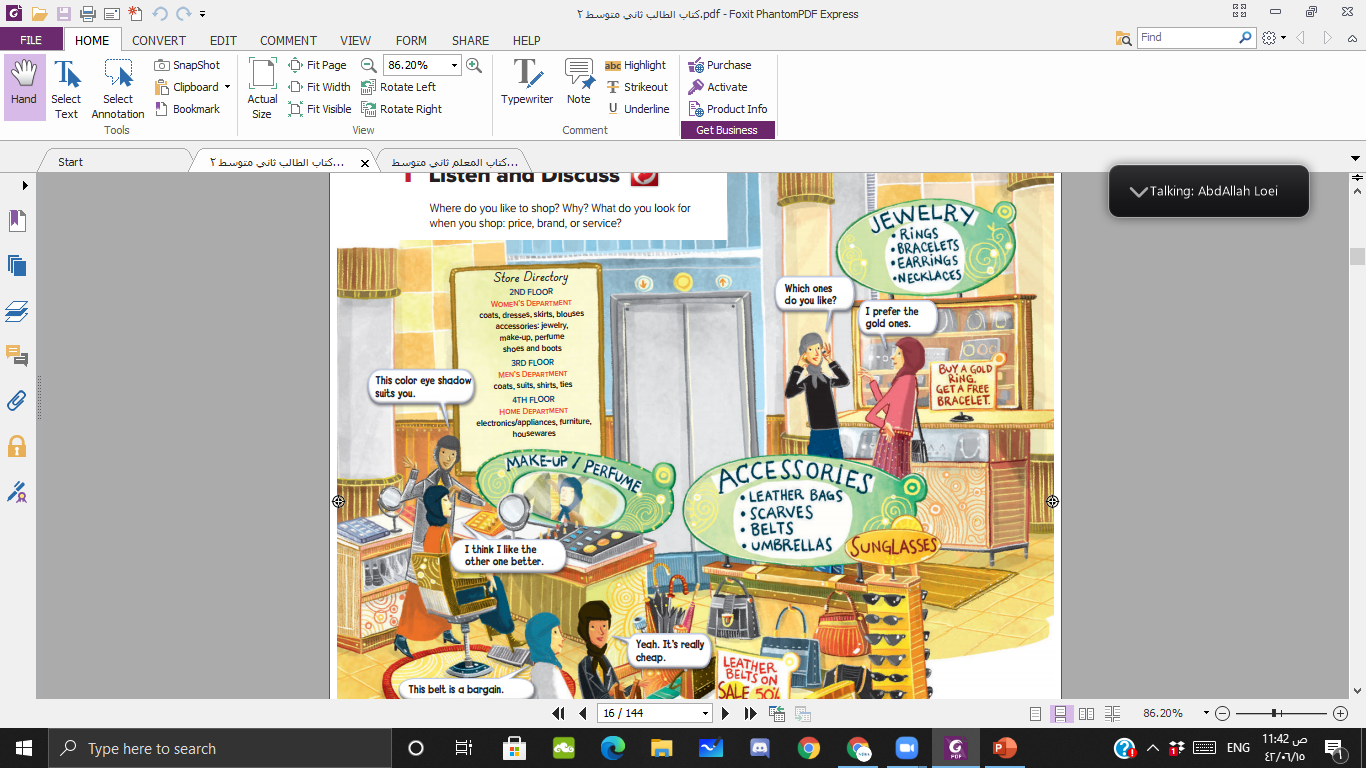 كتاب الطالب ثاني متوسط ٢.pdf - Foxit PhantomPDF Express
FILE
HOME
CONVERT
EDIT
COMMENT
VIEW
FORM
SHARE
HELP
Find
Hand
Select
Text
Select
Annotation
SnapShot
Clipboard
Bookmark
Tools
Actual
Size
Fit Page
Fit Width
Fit Visible
86.20%
Rotate Left
Rotate Right
View
Typewriter
Note
abc Highlight
T Strikeout
U Underline
Comment
Purchase
Activate
Product Info
Get Business
Start
كتاب الطالب ثاني متوسط ٢...
كتاب المعلم ثاني متوسط...
Talking: AbdAllah Loei
1 Listen and Discuss
Where do you like to shop? Why? What do you look for
when you shop: price, brand, or service?
Store Directory
2ND FLOOR
WOMEN'S DEPARTMENT
coats, dresses, skirts, blouses
accessories: jewelry,
make-up, perfume
shoes and boots
3RD FLOOR
MEN'S DEPARTMENT
coats, suits, shirts, ties
4TH FLOOR
HOME DEPARTMENT
electronics/appliances, furniture,
housewares
JEWELRY
• RINGS
• BRACELETS
• EARRINGS
• NECKLACES
Which ones
do you like?
I prefer the
gold ones.
BUY A GOLD
RING.
GET A FREE
BRACELET.
This color eye shadow
suits you.
MAKE-UP / PERFUME
I think I like the
other one better.
ACCESSORIES
• LEATHER BAGS
• SCARVES
• BELTS
• UMBRELLAS
SUNGLASSES
Yeah. It's really
cheap.
This belt is a bargain.
LEATHER
BELTS ON
SALE 50%
16 / 144
86.20%
Type here to search
ENG
11:42 ص
٤٢/٠٦/١٥